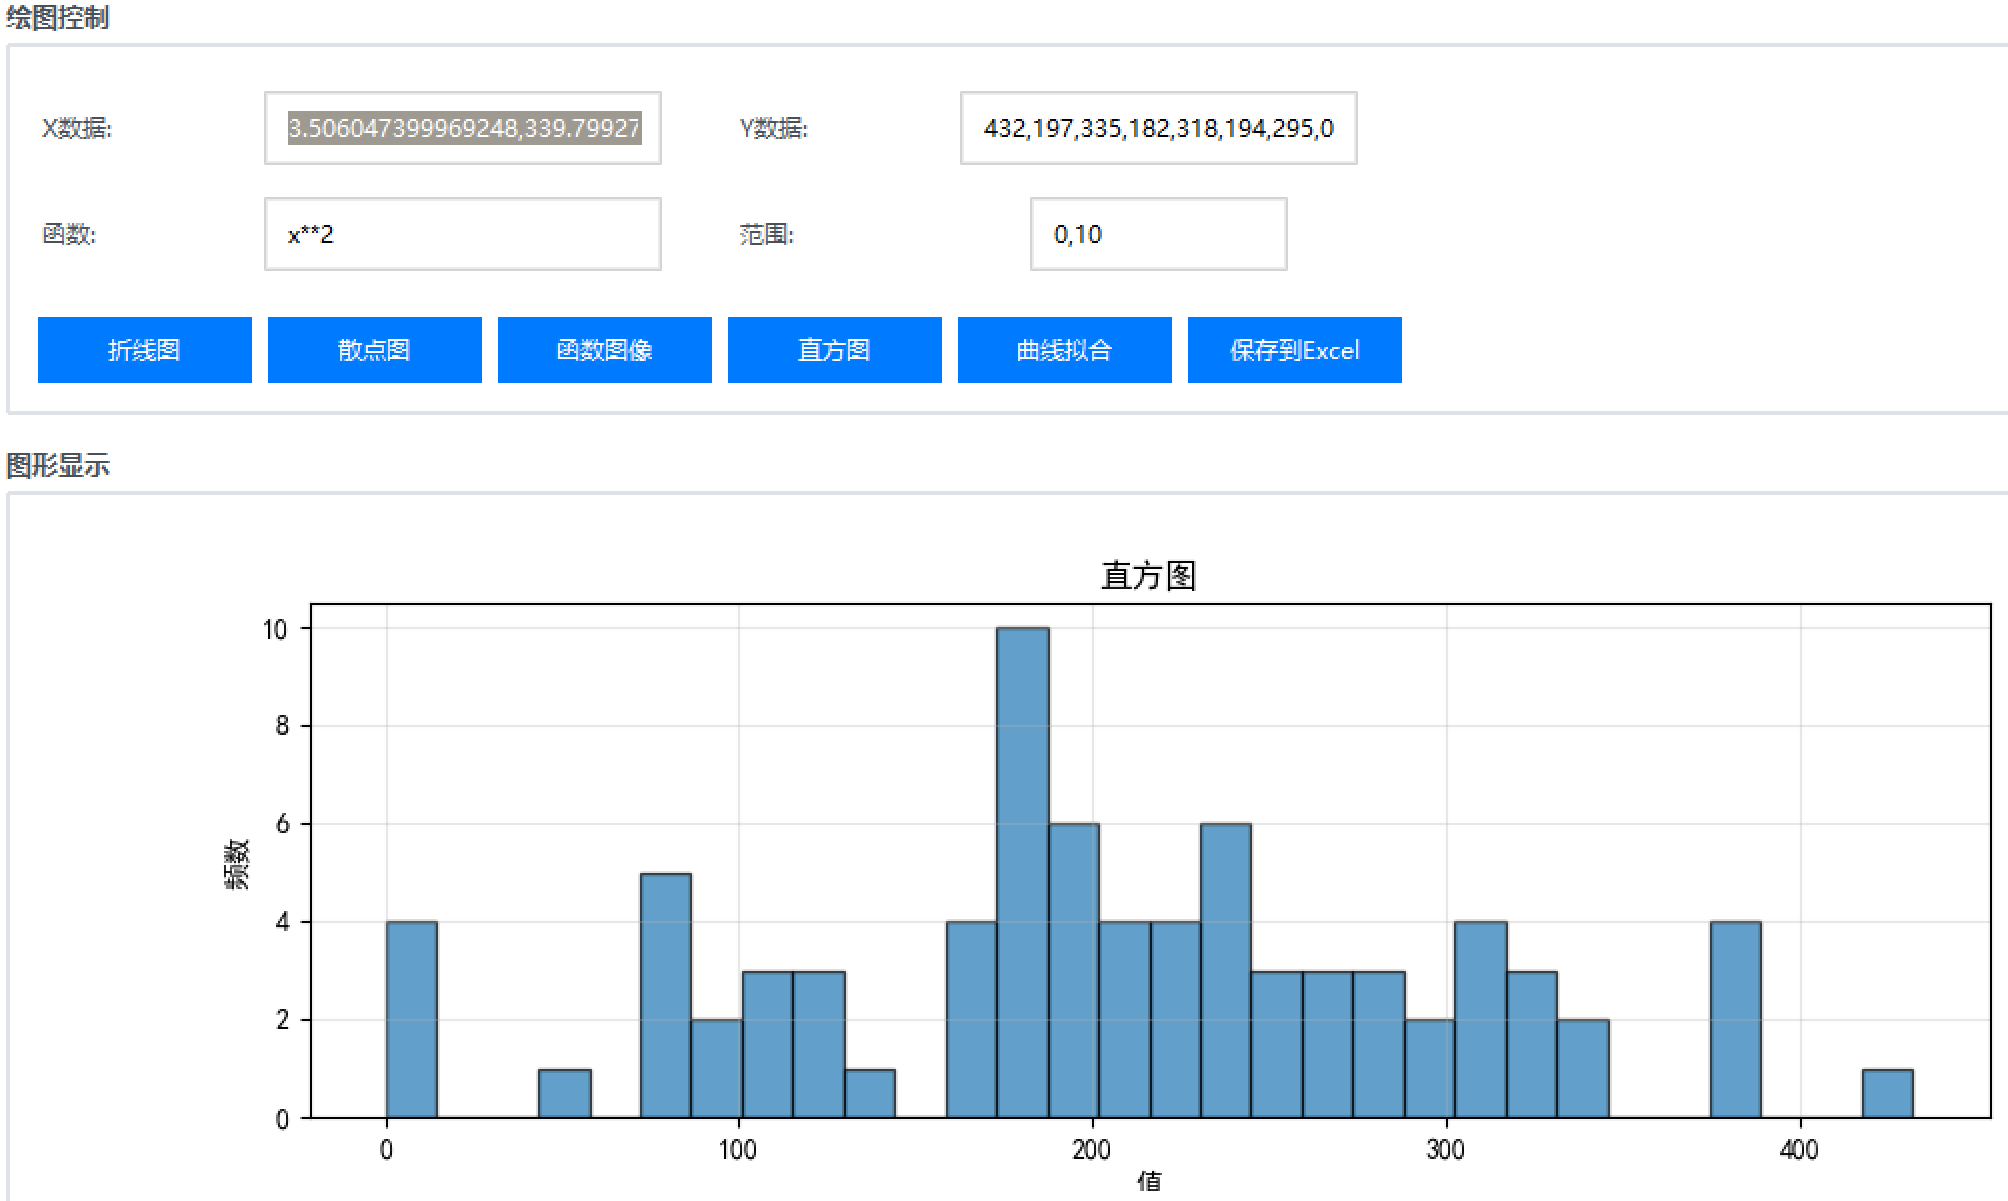 绘图控制
X数据: 3.506047399969248,339.79927 Y数据: 432,197,335,182,318,194,295,0
函数: x**2 范围: 0,10
折线图 散点图 函数图像 直方图 曲线拟合 保存到Excel
图形显示
直方图
10
8
6
4
2
0
频数
0 100 200 300 400
值